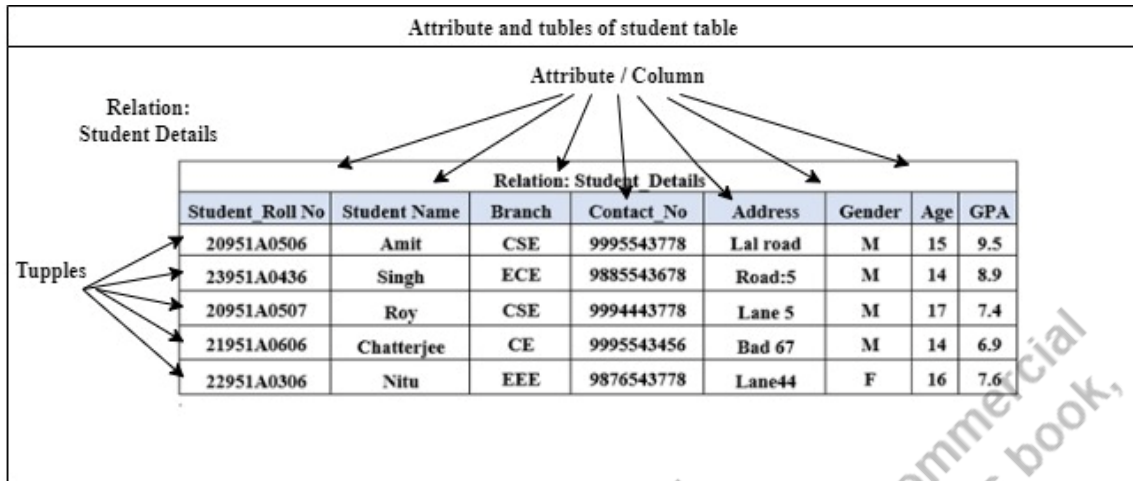 Attribute and tubles of student table
Attribute / Column
Relation:
Student Details
Relation: Student_Details
Student_Roll No Student Name Branch Contact_No Address Gender Age GPA
20951A0506 Amit CSE 9995543778 Lal road M 15 9.5
Tupples
23951A0436 Singh ECE 9885543678 Road:5 M 14 8.9
20951A0507 Roy CSE 9994443778 Lane 5 M 17 7.4
21951A0606 Chatterjee CE 9995543456 Bad 67 M 14 6.9
22951A0306 Nitu EEE 9876543778 Lane44 F 16 7.6
book,